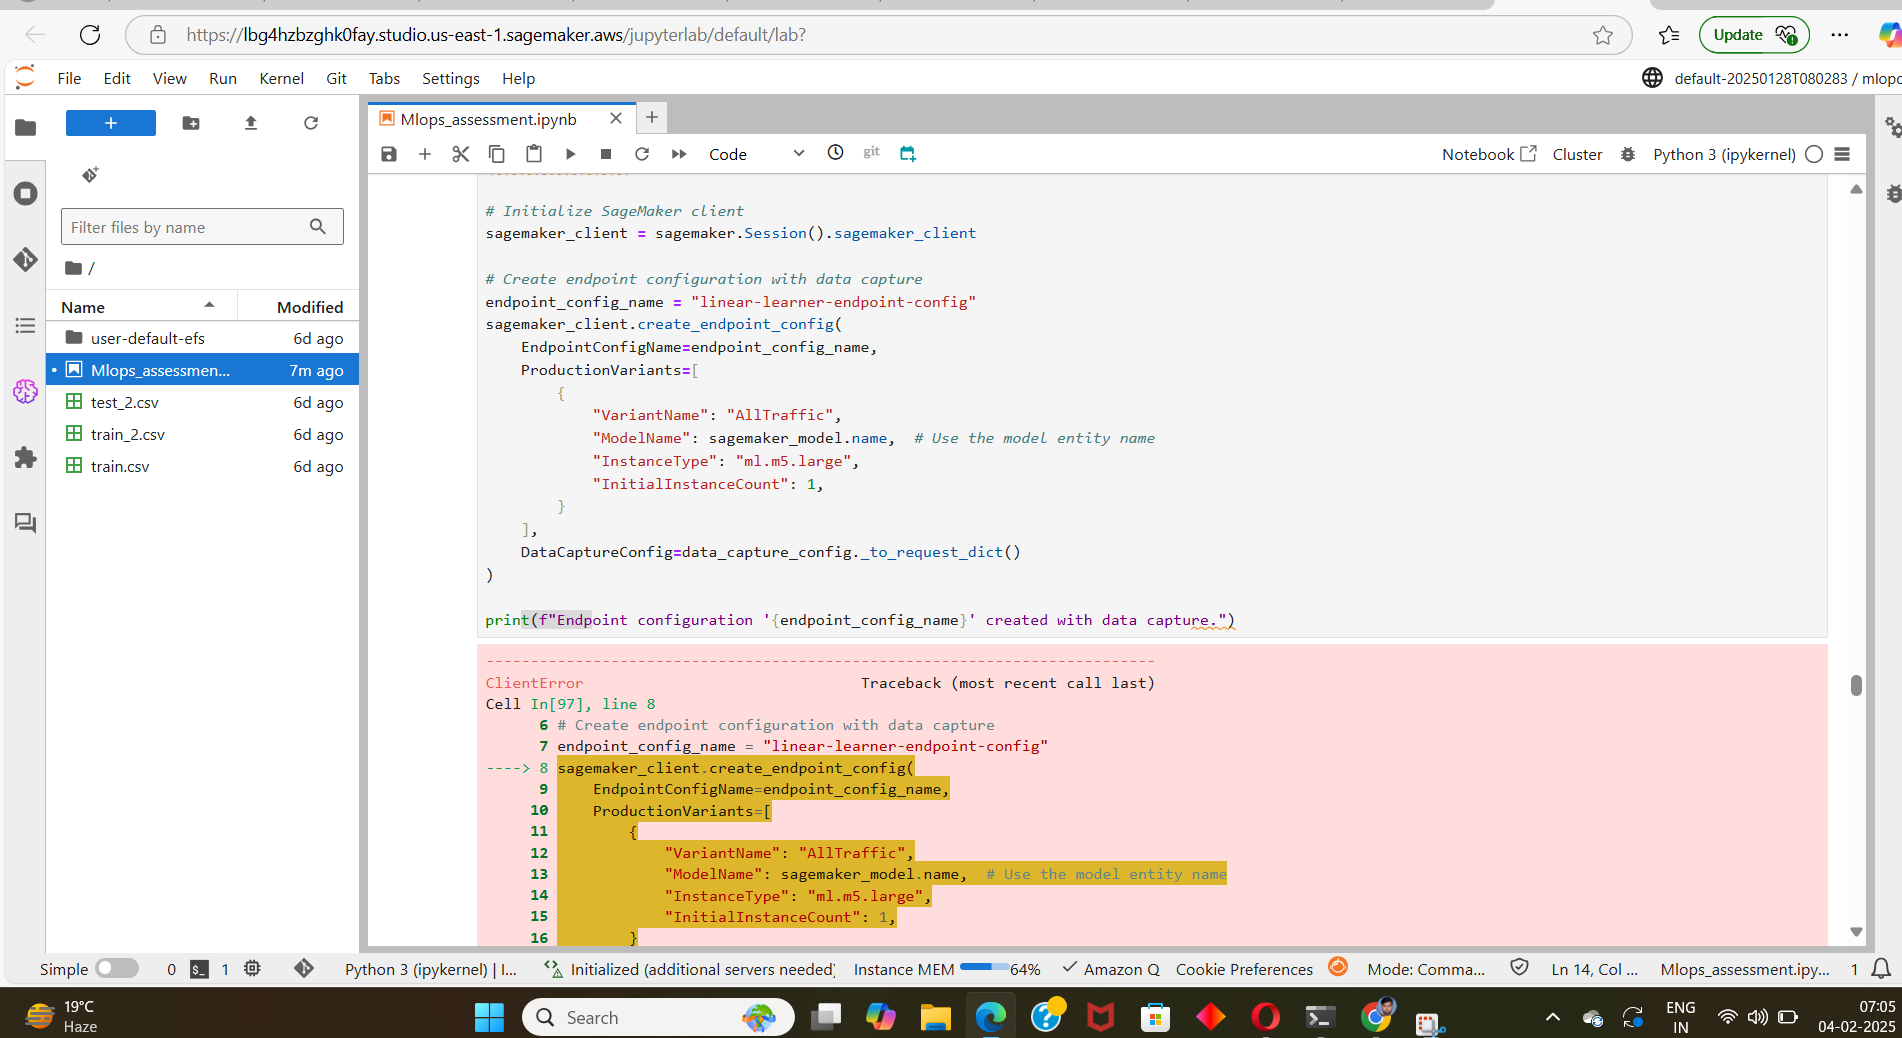 https://lbg4hzbzghk0fay.studio.us-east-1.sagemaker.aws/jupyterlab/default/lab?
Update
File Edit View Run Kernel Git Tabs Settings Help
default-20250128T080283 / mlopc
+
Mlops_assessment.ipynb
Code
git
Notebook
Cluster
Python 3 (ipykernel)
Filter files by name
/
Name Modified
user-default-efs 6d ago
Mlops_assessmen... 7m ago
test_2.csv 6d ago
train_2.csv 6d ago
train.csv 6d ago
# Initialize SageMaker client
sagemaker_client = sagemaker.Session().sagemaker_client
# Create endpoint configuration with data capture
endpoint_config_name = "linear-learner-endpoint-config"
sagemaker_client.create_endpoint_config(
    EndpointConfigName=endpoint_config_name,
    ProductionVariants=[
        {
            "VariantName": "AllTraffic",
            "ModelName": sagemaker_model.name,  # Use the model entity name
            "InstanceType": "ml.m5.large",
            "InitialInstanceCount": 1,
        }
    ],
    DataCaptureConfig=data_capture_config._to_request_dict()
)
print(f"Endpoint configuration '{endpoint_config_name}' created with data capture.")
---------------------------------------------------------------------------
ClientError                               Traceback (most recent call last)
Cell In[97], line 8
      6 # Create endpoint configuration with data capture
      7 endpoint_config_name = "linear-learner-endpoint-config"
----> 8 sagemaker_client.create_endpoint_config(
      9     EndpointConfigName=endpoint_config_name,
     10     ProductionVariants=[
     11         {
     12             "VariantName": "AllTraffic",
     13             "ModelName": sagemaker_model.name,  # Use the model entity name
     14             "InstanceType": "ml.m5.large",
     15             "InitialInstanceCount": 1,
     16         }
Simple 0 $_ 1 Python 3 (ipykernel) | I... Initialized (additional servers needed) Instance MEM 64% Amazon Q Cookie Preferences Mode: Comma... Ln 14, Col ... Mlops_assessment.ipy... 1
19°C
Haze
Search
ENG
IN
07:05
04-02-2025